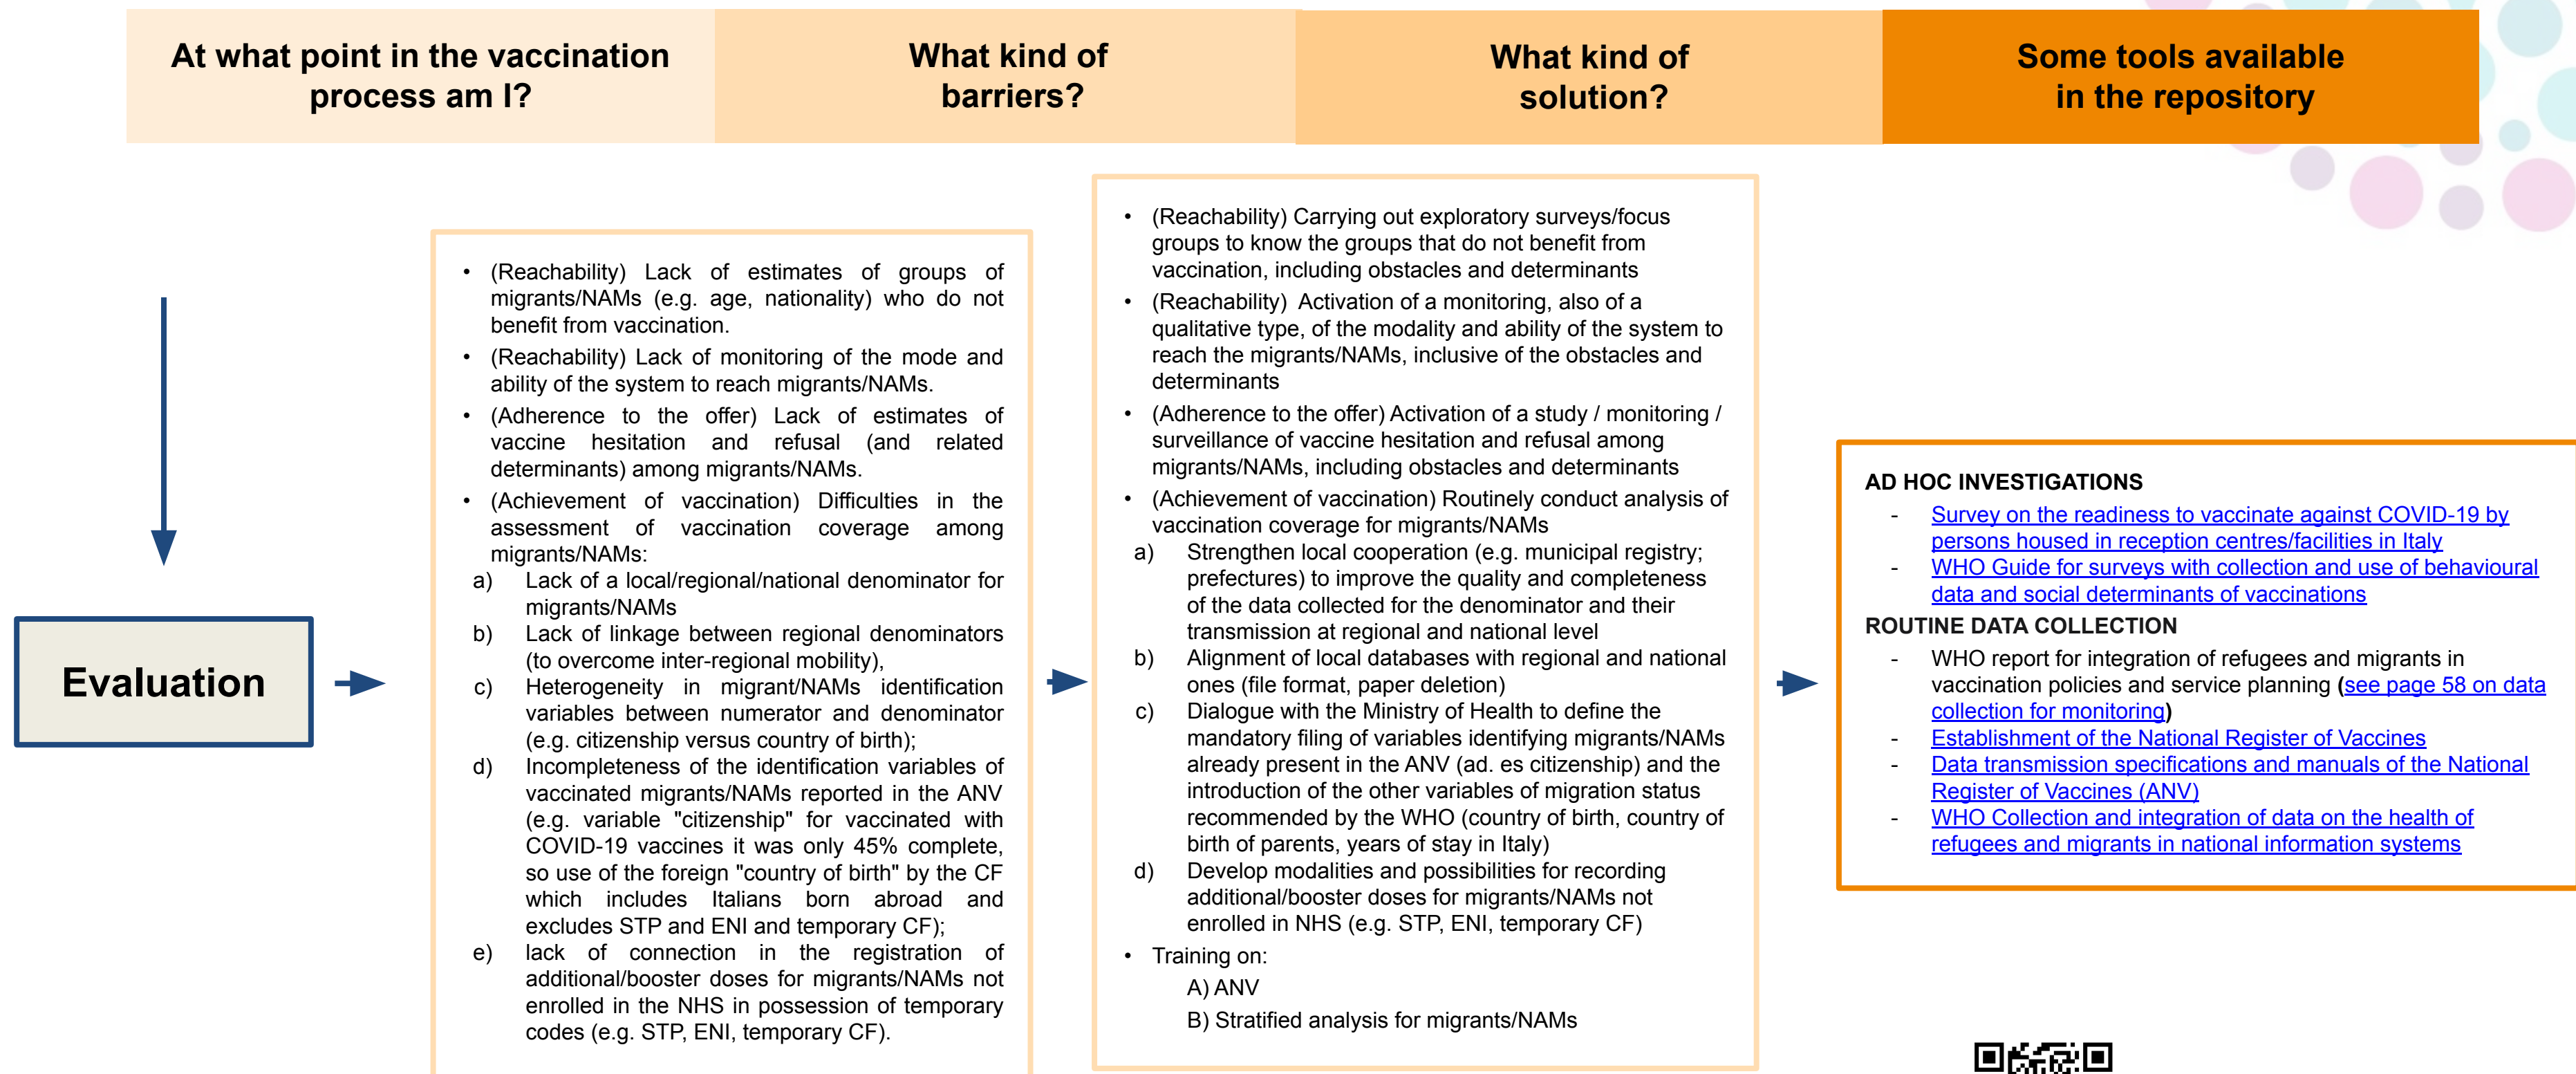 At what point in the vaccination
process am I?
What kind of
barriers?
What kind of
solution?
Some tools available
in the repository
Evaluation
• (Reachability) Lack of estimates of groups of
migrants/NAMs (e.g. age, nationality) who do not
benefit from vaccination.
• (Reachability) Lack of monitoring of the mode and
ability of the system to reach migrants/NAMs.
• (Adherence to the offer) Lack of estimates of
vaccine hesitation and refusal (and related
determinants) among migrants/NAMs.
• (Achievement of vaccination) Difficulties in the
assessment of vaccination coverage among
migrants/NAMs:
a) Lack of a local/regional/national denominator for
migrants/NAMs
b) Lack of linkage between regional denominators
(to overcome inter-regional mobility),
c) Heterogeneity in migrant/NAMs identification
variables between numerator and denominator
(e.g. citizenship versus country of birth);
d) Incompleteness of the identification variables of
vaccinated migrants/NAMs reported in the ANV
(e.g. variable "citizenship" for vaccinated with
COVID-19 vaccines it was only 45% complete,
so use of the foreign "country of birth" by the CF
which includes Italians born abroad and
excludes STP and ENI and temporary CF);
e) lack of connection in the registration of
additional/booster doses for migrants/NAMs not
enrolled in the NHS in possession of temporary
codes (e.g. STP, ENI, temporary CF).
• (Reachability) Carrying out exploratory surveys/focus
groups to know the groups that do not benefit from
vaccination, including obstacles and determinants
• (Reachability) Activation of a monitoring, also of a
qualitative type, of the modality and ability of the system to
reach the migrants/NAMs, inclusive of the obstacles and
determinants
• (Adherence to the offer) Activation of a study / monitoring /
surveillance of vaccine hesitation and refusal among
migrants/NAMs, including obstacles and determinants
• (Achievement of vaccination) Routinely conduct analysis of
vaccination coverage for migrants/NAMs
a) Strengthen local cooperation (e.g. municipal registry;
prefectures) to improve the quality and completeness
of the data collected for the denominator and their
transmission at regional and national level
b) Alignment of local databases with regional and national
ones (file format, paper deletion)
c) Dialogue with the Ministry of Health to define the
mandatory filing of variables identifying migrants/NAMs
already present in the ANV (ad. es citizenship) and the
introduction of the other variables of migration status
recommended by the WHO (country of birth, country of
birth of parents, years of stay in Italy)
d) Develop modalities and possibilities for recording
additional/booster doses for migrants/NAMs not
enrolled in NHS (e.g. STP, ENI, temporary CF)
• Training on:
A) ANV
B) Stratified analysis for migrants/NAMs
AD HOC INVESTIGATIONS
- Survey on the readiness to vaccinate against COVID-19 by
persons housed in reception centres/facilities in Italy
- WHO Guide for surveys with collection and use of behavioural
data and social determinants of vaccinations
ROUTINE DATA COLLECTION
- WHO report for integration of refugees and migrants in
vaccination policies and service planning (see page 58 on data
collection for monitoring)
- Establishment of the National Register of Vaccines
- Data transmission specifications and manuals of the National
Register of Vaccines (ANV)
- WHO Collection and integration of data on the health of
refugees and migrants in national information systems